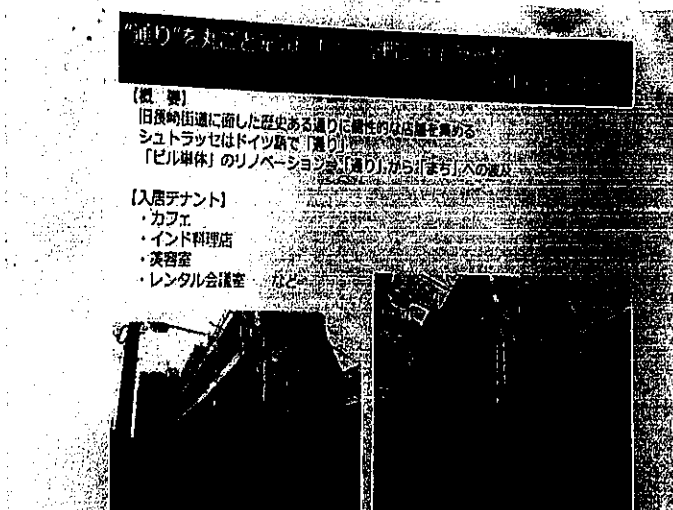 "通り"を丸ごと
【概 要】
旧長崎街道に面した歴史ある通りに個性的な店舗を集める
シュトラッセはドイツ語で「通り」
「ビル単体」のリノベーション⇒「通り」から「まち」への波及
【入居テナント】
・カフェ
・インド料理店
・美容室
・レンタル会議室 など